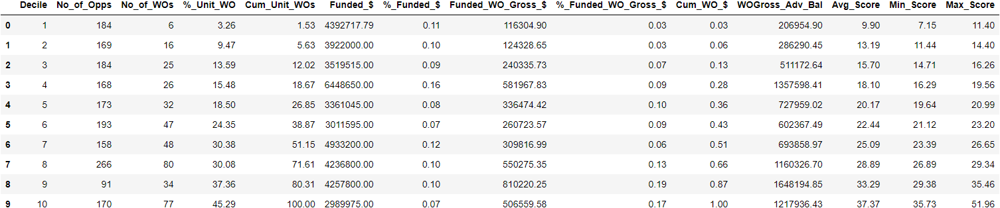 Decile No_of_Opps No_of_WOs %_Unit_WO Cum_Unit_WOs Funded_$ %_Funded_$ Funded_WO_Gross_$ %_Funded_WO_Gross_$ Cum_WO_$ WOGross_Adv_Bal Avg_Score Min_Score Max_Score
0 1 184 6 3.26 1.53 4392717.79 0.11 116304.90 0.03 0.03 206954.90 9.90 7.15 11.40
1 2 169 16 9.47 5.63 3922000.00 0.10 124328.65 0.03 0.06 286290.45 13.19 11.44 14.40
2 3 184 25 13.59 12.02 3519515.00 0.09 240335.73 0.07 0.13 511172.64 15.70 14.71 16.26
3 4 168 26 15.48 18.67 6448650.00 0.16 581967.83 0.09 0.28 1357598.41 18.10 16.29 19.56
4 5 173 32 18.50 26.85 3361045.00 0.08 336474.42 0.10 0.36 727959.02 20.17 19.64 20.99
5 6 193 47 24.35 38.87 3011595.00 0.07 260723.57 0.09 0.43 602367.49 22.44 21.12 23.20
6 7 158 48 30.38 51.15 4933200.00 0.12 309816.99 0.06 0.51 693858.97 25.09 23.39 26.65
7 8 266 80 30.08 71.61 4236800.00 0.10 550275.35 0.13 0.66 1160326.70 28.89 26.89 29.34
8 9 91 34 37.36 80.31 4257800.00 0.10 810220.25 0.19 0.87 1648194.85 33.29 29.38 35.46
9 10 170 77 45.29 100.00 2989975.00 0.07 506559.58 0.17 1.00 1217936.43 37.37 35.73 51.96